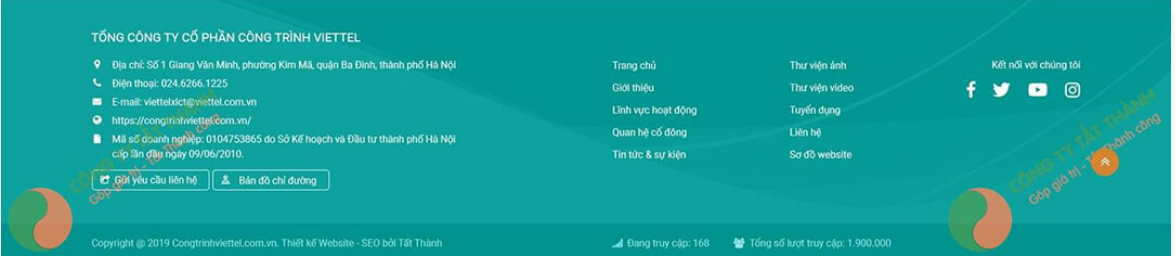 TỔNG CÔNG TY CỔ PHẦN CÔNG TRÌNH VIETTEL
Địa chỉ: Số 1 Giang Văn Minh, phường Kim Mã, quận Ba Đình, thành phố Hà Nội
Điện thoại: 024.6266.1225
E-mail: viettelxlct@viettel.com.vn
https://congtrinhviettel.com.vn/
Mã số doanh nghiệp: 0104753865 do Sở Kế hoạch và Đầu tư thành phố Hà Nội
cấp lần đầu ngày 09/06/2010.
Gửi yêu cầu liên hệ
Bản đồ chỉ đường
Trang chủ
Giới thiệu
Lĩnh vực hoạt động
Quan hệ cổ đông
Tin tức & sự kiện
Thư viện ảnh
Thư viện video
Tuyển dụng
Liên hệ
Sơ đồ website
Kết nối với chúng tôi
CÔNG TY TẤT THÀNH
Góp giá trị - Tất Thành công
CÔNG TY TẤT THÀNH
Góp giá trị - Tất Thành công
Copyright @ 2019 Congtrinhviettel.com.vn. Thiết kế Website - SEO bởi Tất Thành
Đang truy cập: 168
Tổng số lượt truy cập: 1.900.000